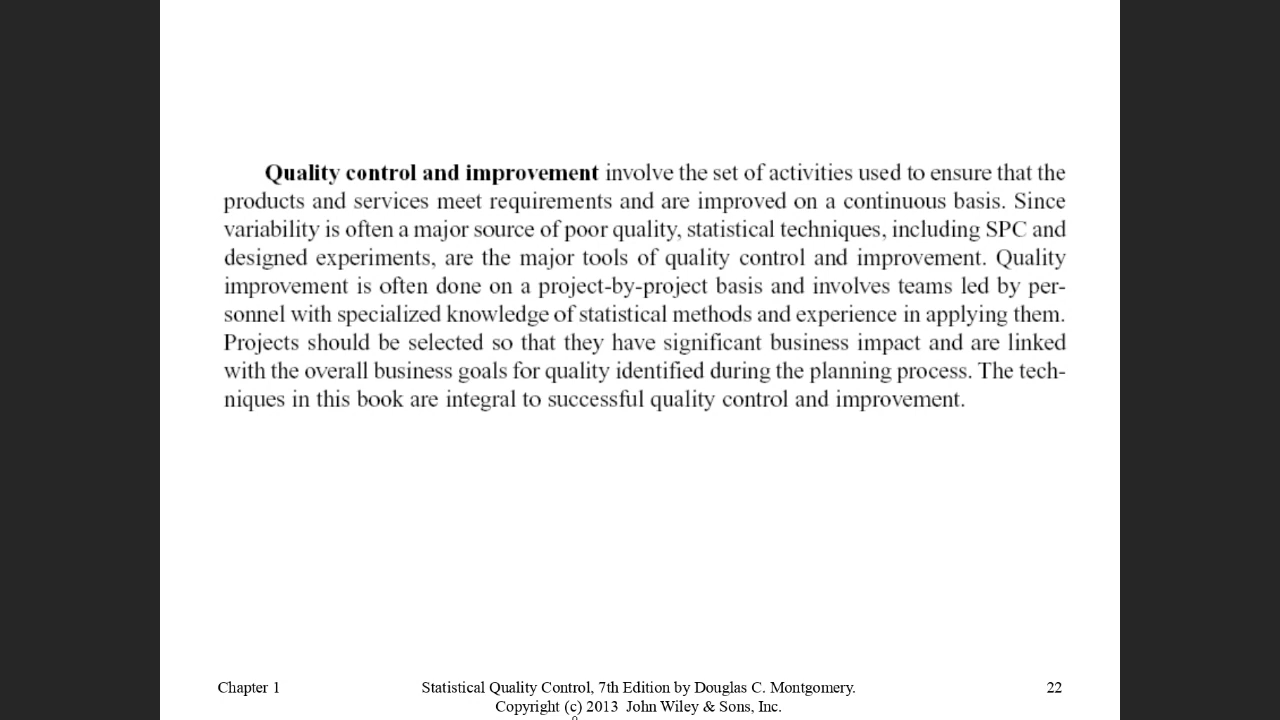 Quality control and improvement involve the set of activities used to ensure that the
products and services meet requirements and are improved on a continuous basis. Since
variability is often a major source of poor quality, statistical techniques, including SPC and
designed experiments, are the major tools of quality control and improvement. Quality
improvement is often done on a project-by-project basis and involves teams led by per-
sonnel with specialized knowledge of statistical methods and experience in applying them.
Projects should be selected so that they have significant business impact and are linked
with the overall business goals for quality identified during the planning process. The tech-
niques in this book are integral to successful quality control and improvement.
Chapter 1
Statistical Quality Control, 7th Edition by Douglas C. Montgomery.
Copyright (c) 2013 John Wiley & Sons, Inc.
22